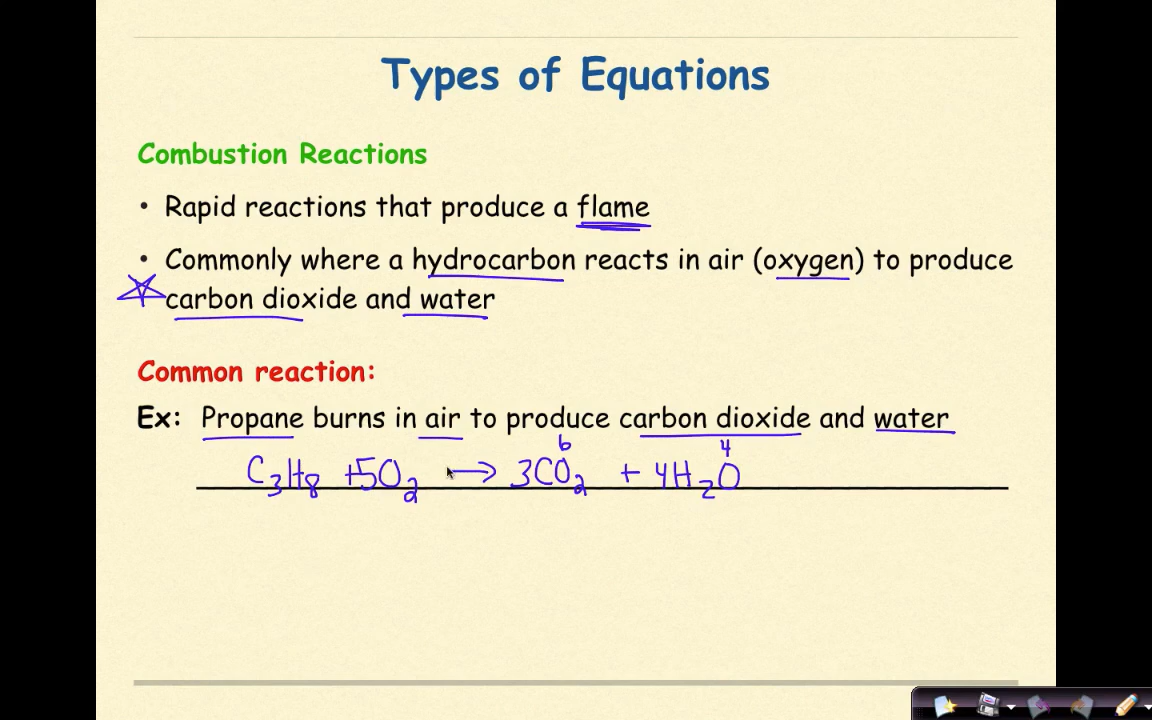 Types of Equations
Combustion Reactions
• Rapid reactions that produce a flame
• Commonly where a hydrocarbon reacts in air (oxygen) to produce
carbon dioxide and water
Common reaction:
Ex: Propane burns in air to produce carbon dioxide and water
6 4
C₃H₈ +5O₂ → 3CO₂ + 4H₂O